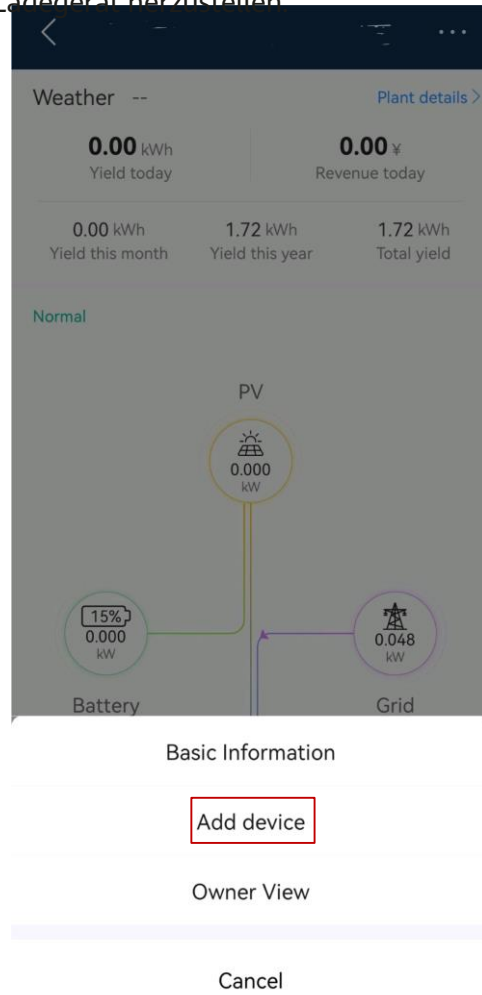 Ladegerät herzustellen.
Weather --
Plant details >
0.00 kWh
Yield today
0.00 ¥
Revenue today
0.00 kWh
Yield this month
1.72 kWh
Yield this year
1.72 kWh
Total yield
Normal
PV
0.000
kW
15%
0.000
kW
0.048
kW
Battery
Grid
Basic Information
Add device
Owner View
Cancel